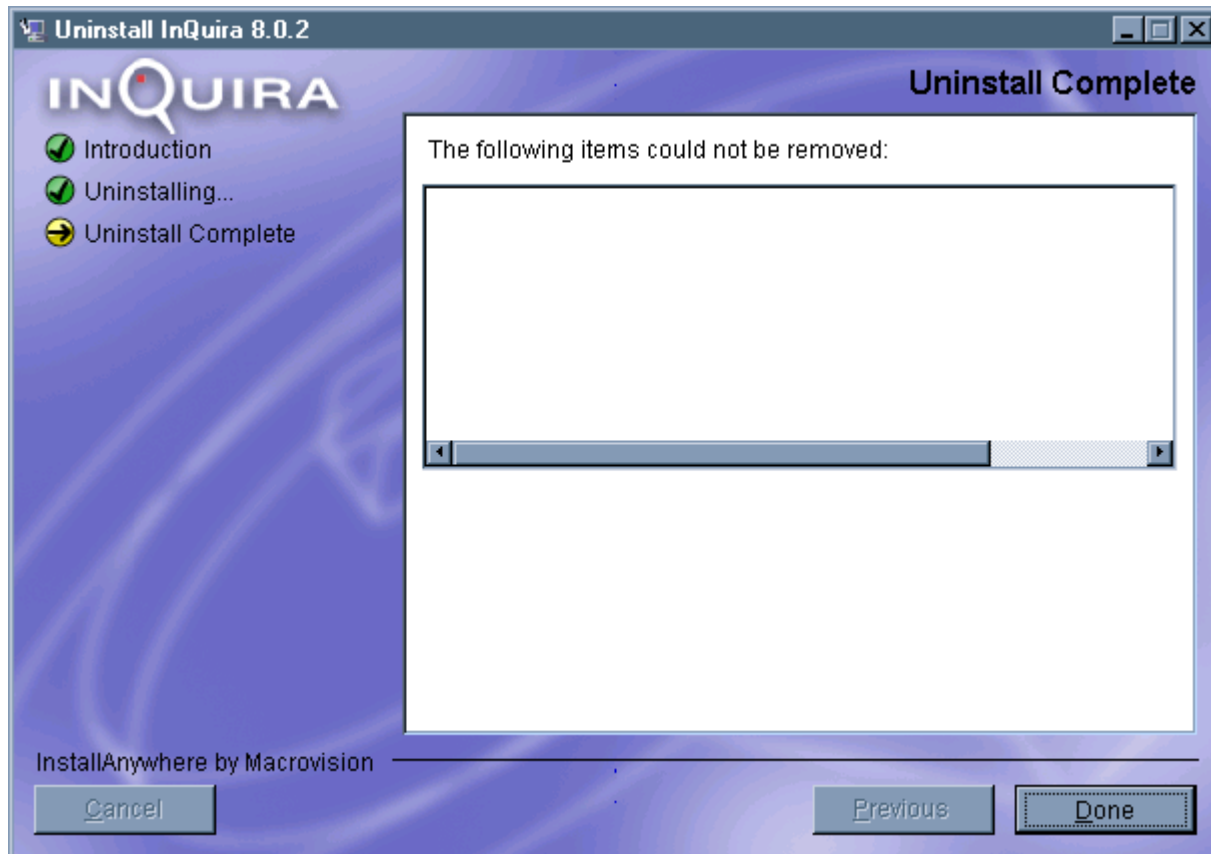 Uninstall InQuira 8.0.2
INQUIRA
Uninstall Complete
Introduction
Uninstalling...
Uninstall Complete
The following items could not be removed:
InstallAnywhere by Macrovision
Cancel
Previous
Done